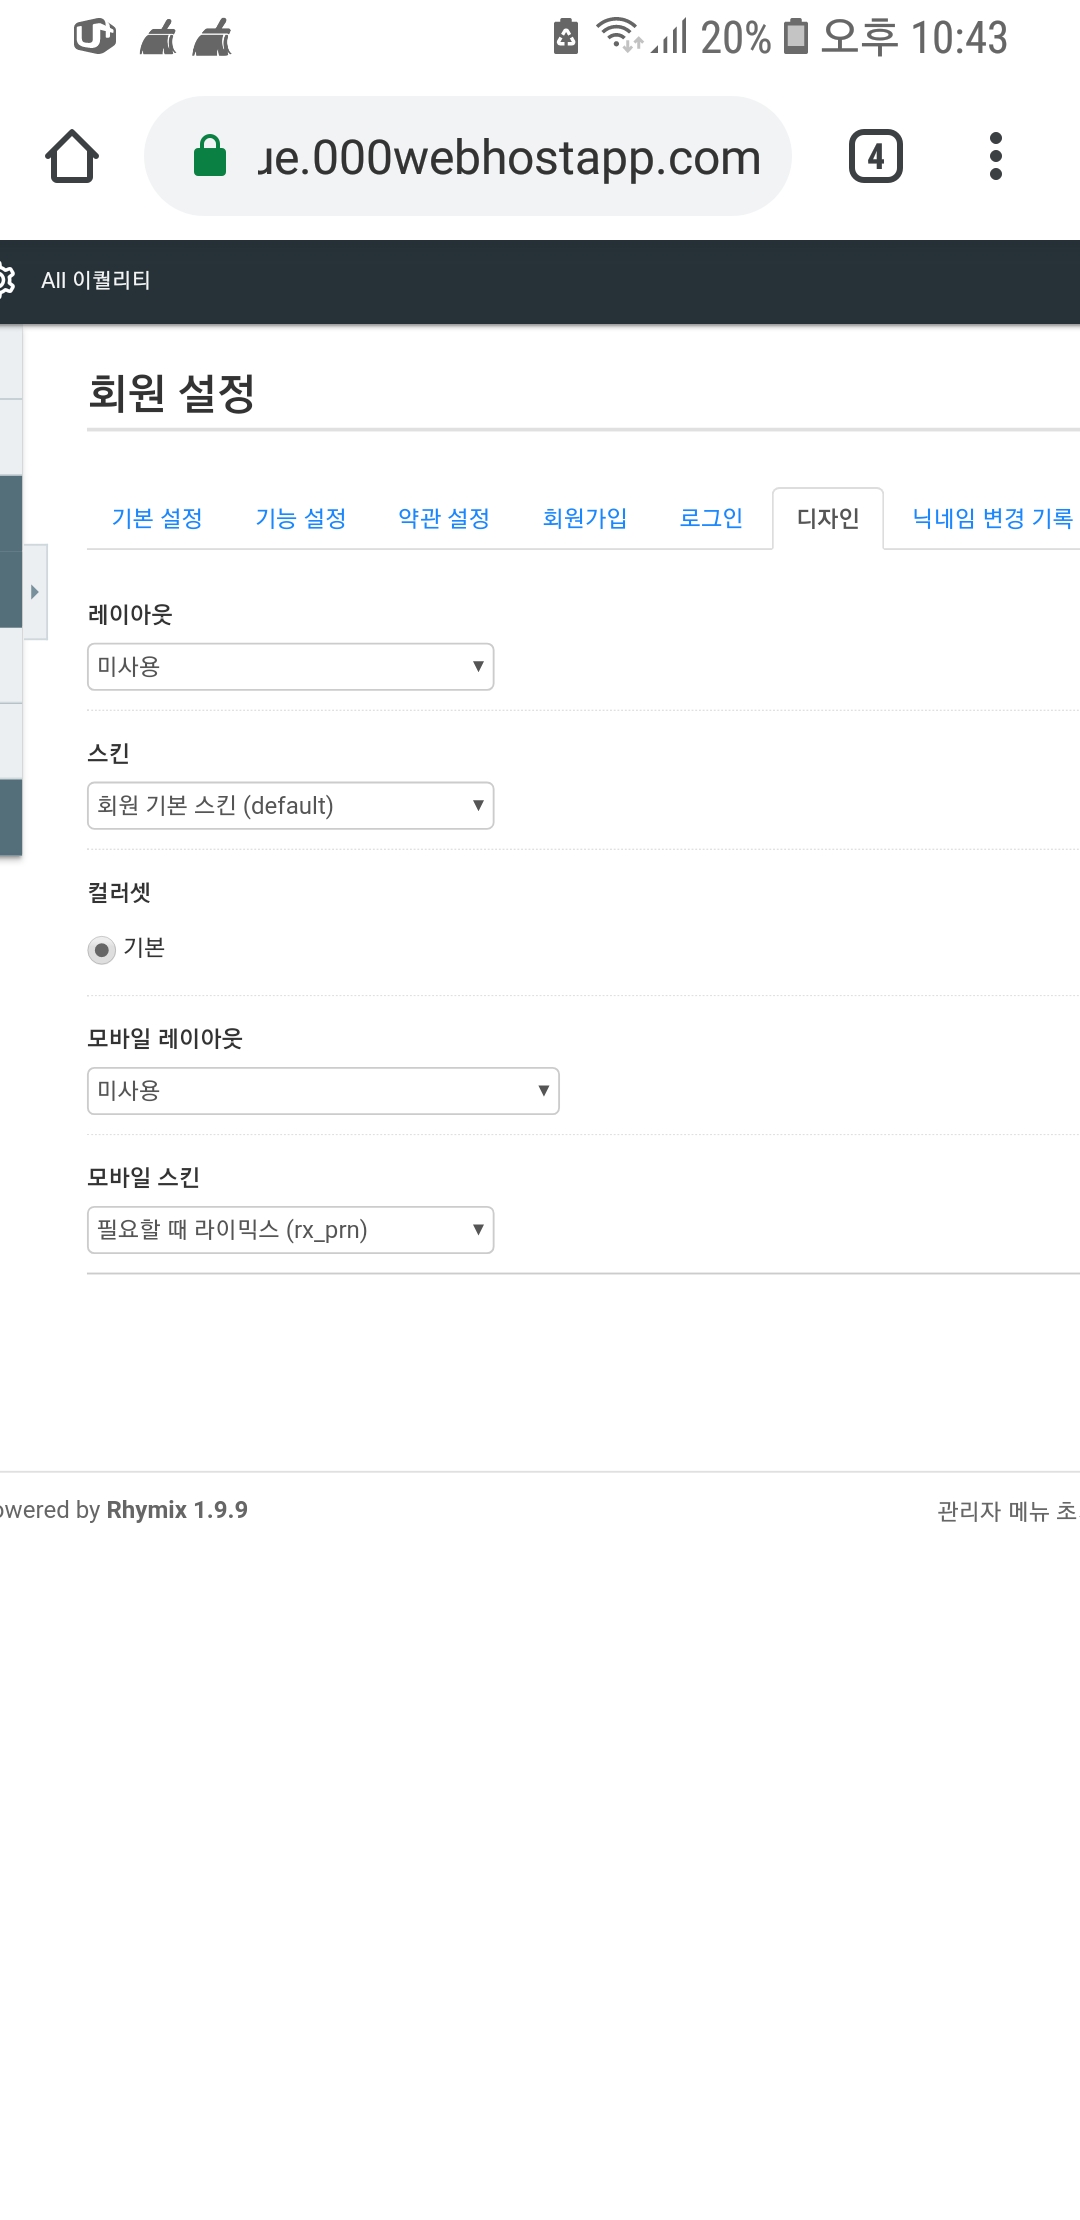 U+ 20% 오후 10:43
ue.000webhostapp.com 4
All 이퀄리티
회원 설정
기본 설정 기능 설정 약관 설정 회원가입 로그인 디자인 닉네임 변경 기록
레이아웃
미사용
스킨
회원 기본 스킨 (default)
컬러셋
기본
모바일 레이아웃
미사용
모바일 스킨
필요할 때 라이믹스 (rx_prn)
owered by Rhymix 1.9.9 관리자 메뉴 초